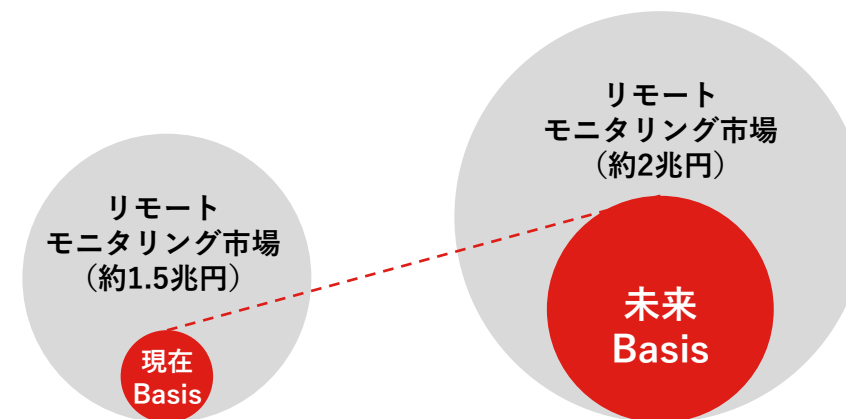 リモート
モニタリング市場
（約1.5兆円）
現在
Basis
リモート
モニタリング市場
（約2兆円）
未来
Basis